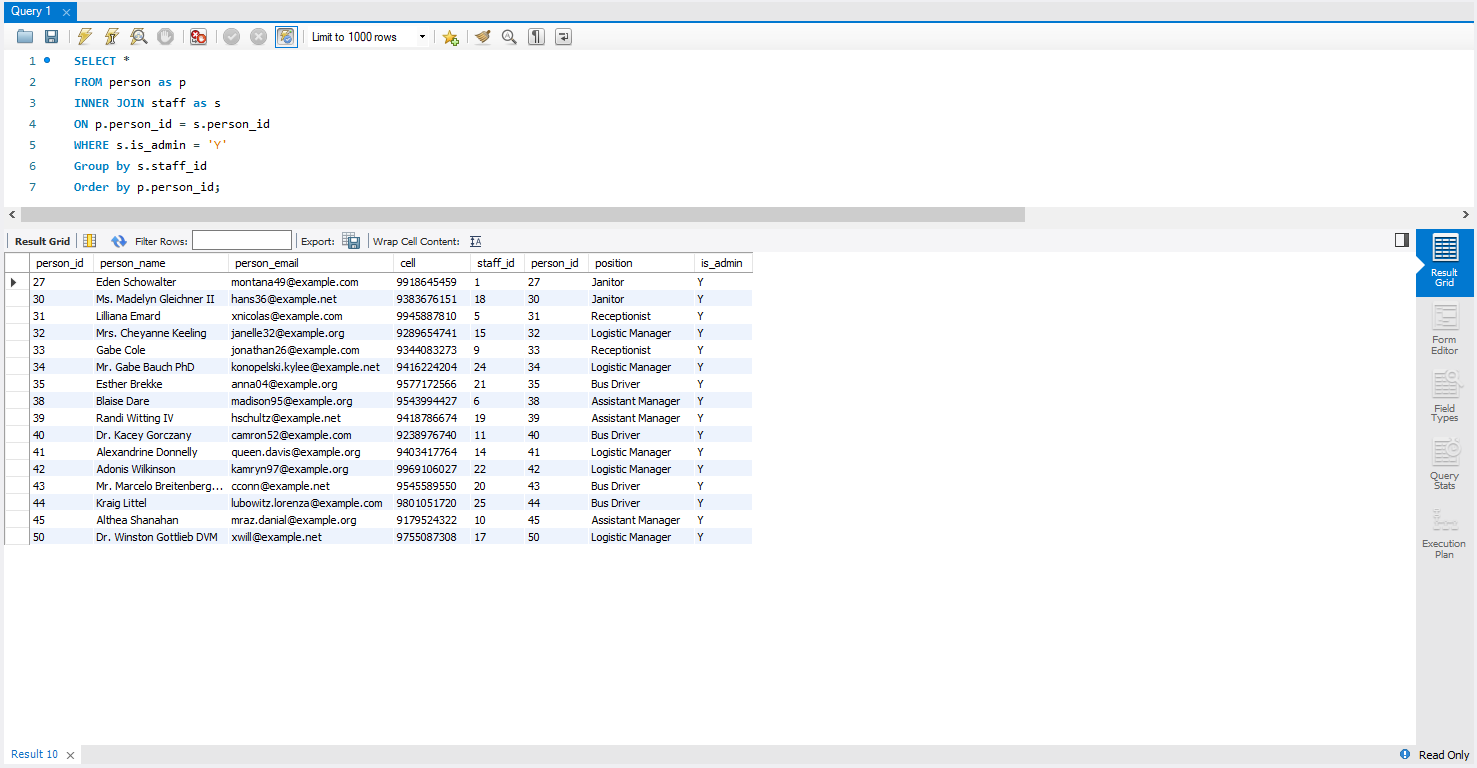 Query 1
Limit to 1000 rows
1 SELECT *
2 FROM person as p
3 INNER JOIN staff as s
4 ON p.person_id = s.person_id
5 WHERE s.is_admin = 'Y'
6 Group by s.staff_id
7 Order by p.person_id;
Result Grid Filter Rows: Export: Wrap Cell Content:
person_id person_name person_email cell staff_id person_id position is_admin
27 Eden Schowalter montana49@example.com 9918645459 1 27 Janitor Y
30 Ms. Madelyn Gleichner II hans36@example.net 9383676151 18 30 Janitor Y
31 Lilliana Emard xnicolas@example.com 9945887810 5 31 Receptionist Y
32 Mrs. Cheyanne Keeling janelle32@example.org 9289654741 15 32 Logistic Manager Y
33 Gabe Cole jonathan26@example.com 9344083273 9 33 Receptionist Y
34 Mr. Gabe Bauch PhD konopelski.kylee@example.net 9416224204 24 34 Logistic Manager Y
35 Esther Brekke anna04@example.org 9577172566 21 35 Bus Driver Y
38 Blaise Dare madison95@example.org 9543994427 6 38 Assistant Manager Y
39 Randi Witting IV hschultz@example.net 9418786674 19 39 Assistant Manager Y
40 Dr. Kacey Gorczany camron52@example.com 9238976740 11 40 Bus Driver Y
41 Alexandrine Donnelly queen.davis@example.org 9403417764 14 41 Logistic Manager Y
42 Adonis Wilkinson kamryn97@example.org 9969106027 22 42 Logistic Manager Y
43 Mr. Marcelo Breitenberg... cconn@example.net 9545589550 20 43 Bus Driver Y
44 Kraig Littel lubowitz.lorenza@example.com 9801051720 25 44 Bus Driver Y
45 Althea Shanahan mraz.danial@example.org 9179524322 10 45 Assistant Manager Y
50 Dr. Winston Gottlieb DVM xwill@example.net 9755087308 17 50 Logistic Manager Y
Result
Grid
Form
Editor
Field
Types
Query
Stats
Execution
Plan
Result 10
Read Only